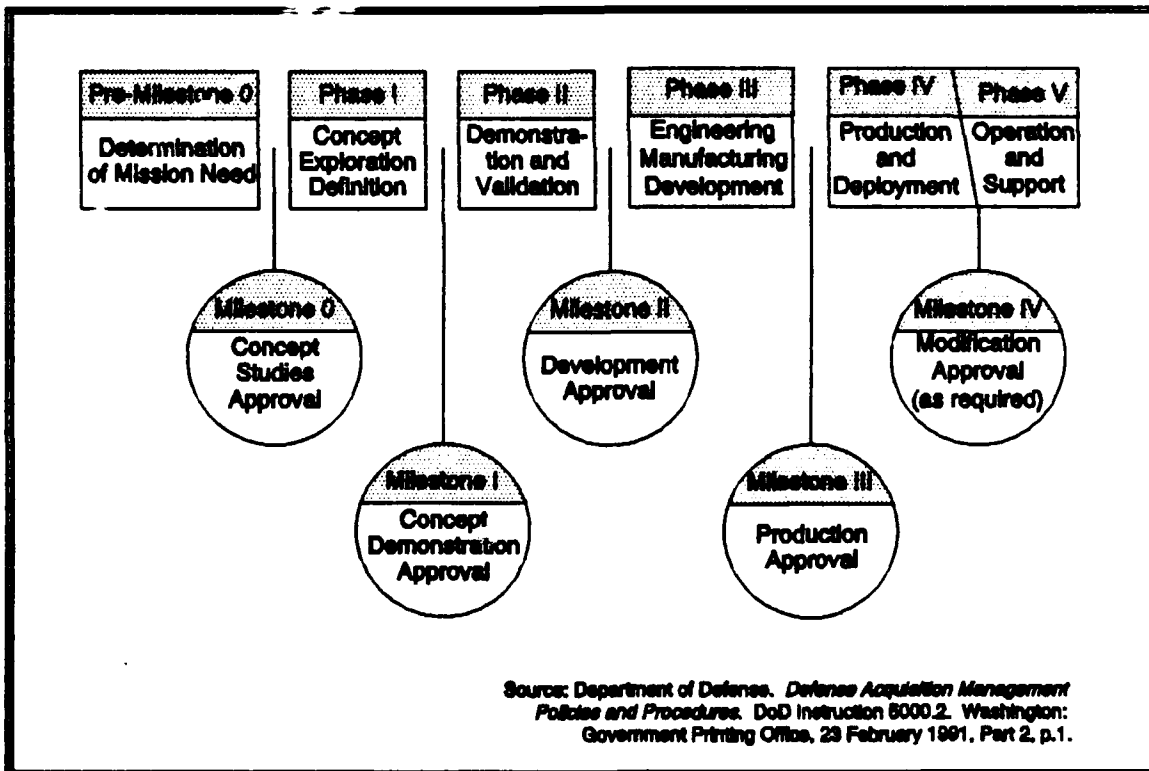 Pre-Milestone 0
Determination
of Mission Need
Phase I
Concept
Exploration
Definition
Phase II
Demonstra-
tion and
Validation
Phase III
Engineering
Manufacturing
Development
Phase IV
Production
and
Deployment
Phase V
Operation
and
Support
Milestone 0
Concept
Studies
Approval
Milestone I
Concept
Demonstration
Approval
Milestone II
Development
Approval
Milestone III
Production
Approval
Milestone IV
Modification
Approval
(as required)
Source: Department of Defense. Defense Acquisition Management
Policies and Procedures. DoD Instruction 5000.2. Washington:
Government Printing Office, 23 February 1991, Part 2, p.1.